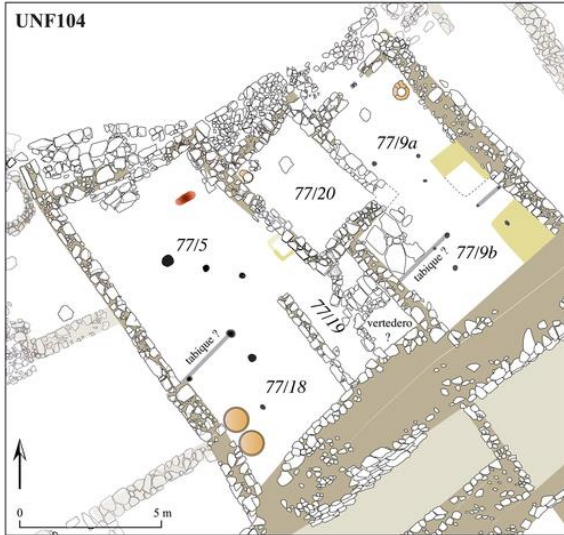 UNF104
77/9a
77/20
77/5
77/9b
tabique ?
77/19
vertedero
?
tabique ?
77/18
0
5 m